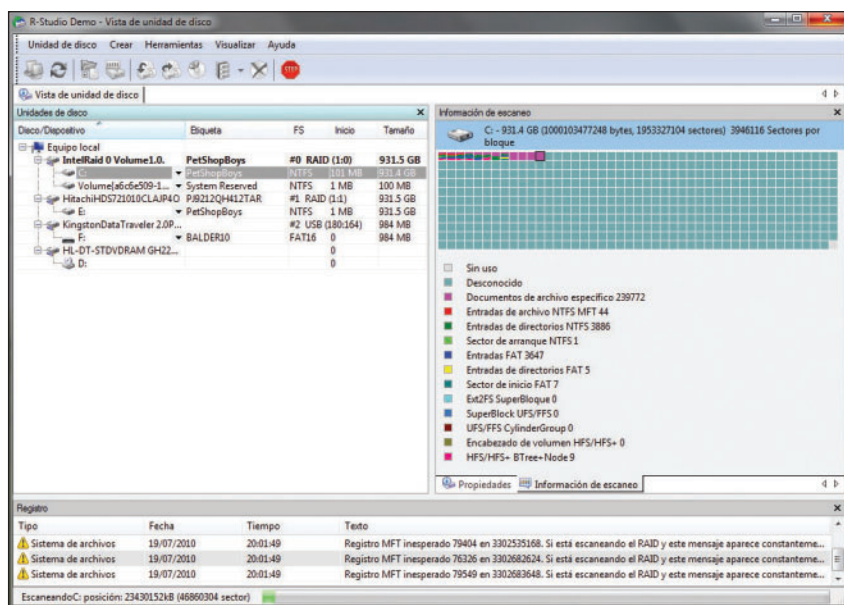 R-Studio Demo - Vista de unidad de disco
Unidad de disco Crear Herramientas Visualizar Ayuda
STOP
Vista de unidad de disco
Unidades de disco
Disco/Dispositivo Etiqueta FS Inicio Tamaño
Equipo local
IntelRaid 0 Volume1.0. PetShopBoys #0 RAID (1:0) 931.5 GB
C: PetShopBoys NTFS 101 MB 931.4 GB
Volume{a6c6e509-1... System Reserved NTFS 1 MB 100 MB
HitachiHDS721010CLAJP4O PJ9212QH412TAR #1 RAID (1:1) 931.5 GB
E: PetShopBoys NTFS 1 MB 931.5 GB
KingstonDataTraveler 2.0P... #2 USB (180:164) 984 MB
F: BALDER10 FAT16 0 984 MB
HL-DT-STDVDRAM GH22... 0
D: 0
Información de escaneo
C: - 931.4 GB (1000103477248 bytes, 1953327104 sectores) 3946116 Sectores por
bloque
Sin uso
Desconocido
Documentos de archivo específico 239772
Entradas de archivo NTFS MFT 44
Entradas de directorios NTFS 3886
Sector de arranque NTFS 1
Entradas FAT 3647
Entradas de directorios FAT 5
Sector de inicio FAT 7
Ext2FS SuperBloque 0
SuperBlock UFS/FFS 0
UFS/FFS CylinderGroup 0
Encabezado de volumen HFS/HFS+ 0
HFS/HFS+ BTree+Node 9
Propiedades Información de escaneo
Registro
Tipo Fecha Tiempo Texto
Sistema de archivos 19/07/2010 20:01:49 Registro MFT inesperado 79404 en 3302535168. Si está escaneando el RAID y este mensaje aparece constanteme...
Sistema de archivos 19/07/2010 20:01:49 Registro MFT inesperado 76326 en 3302682624. Si está escaneando el RAID y este mensaje aparece constanteme...
Sistema de archivos 19/07/2010 20:01:49 Registro MFT inesperado 79549 en 3302683648. Si está escaneando el RAID y este mensaje aparece constanteme...
EscaneandoC: posición: 23430152kB (46860304 sector)